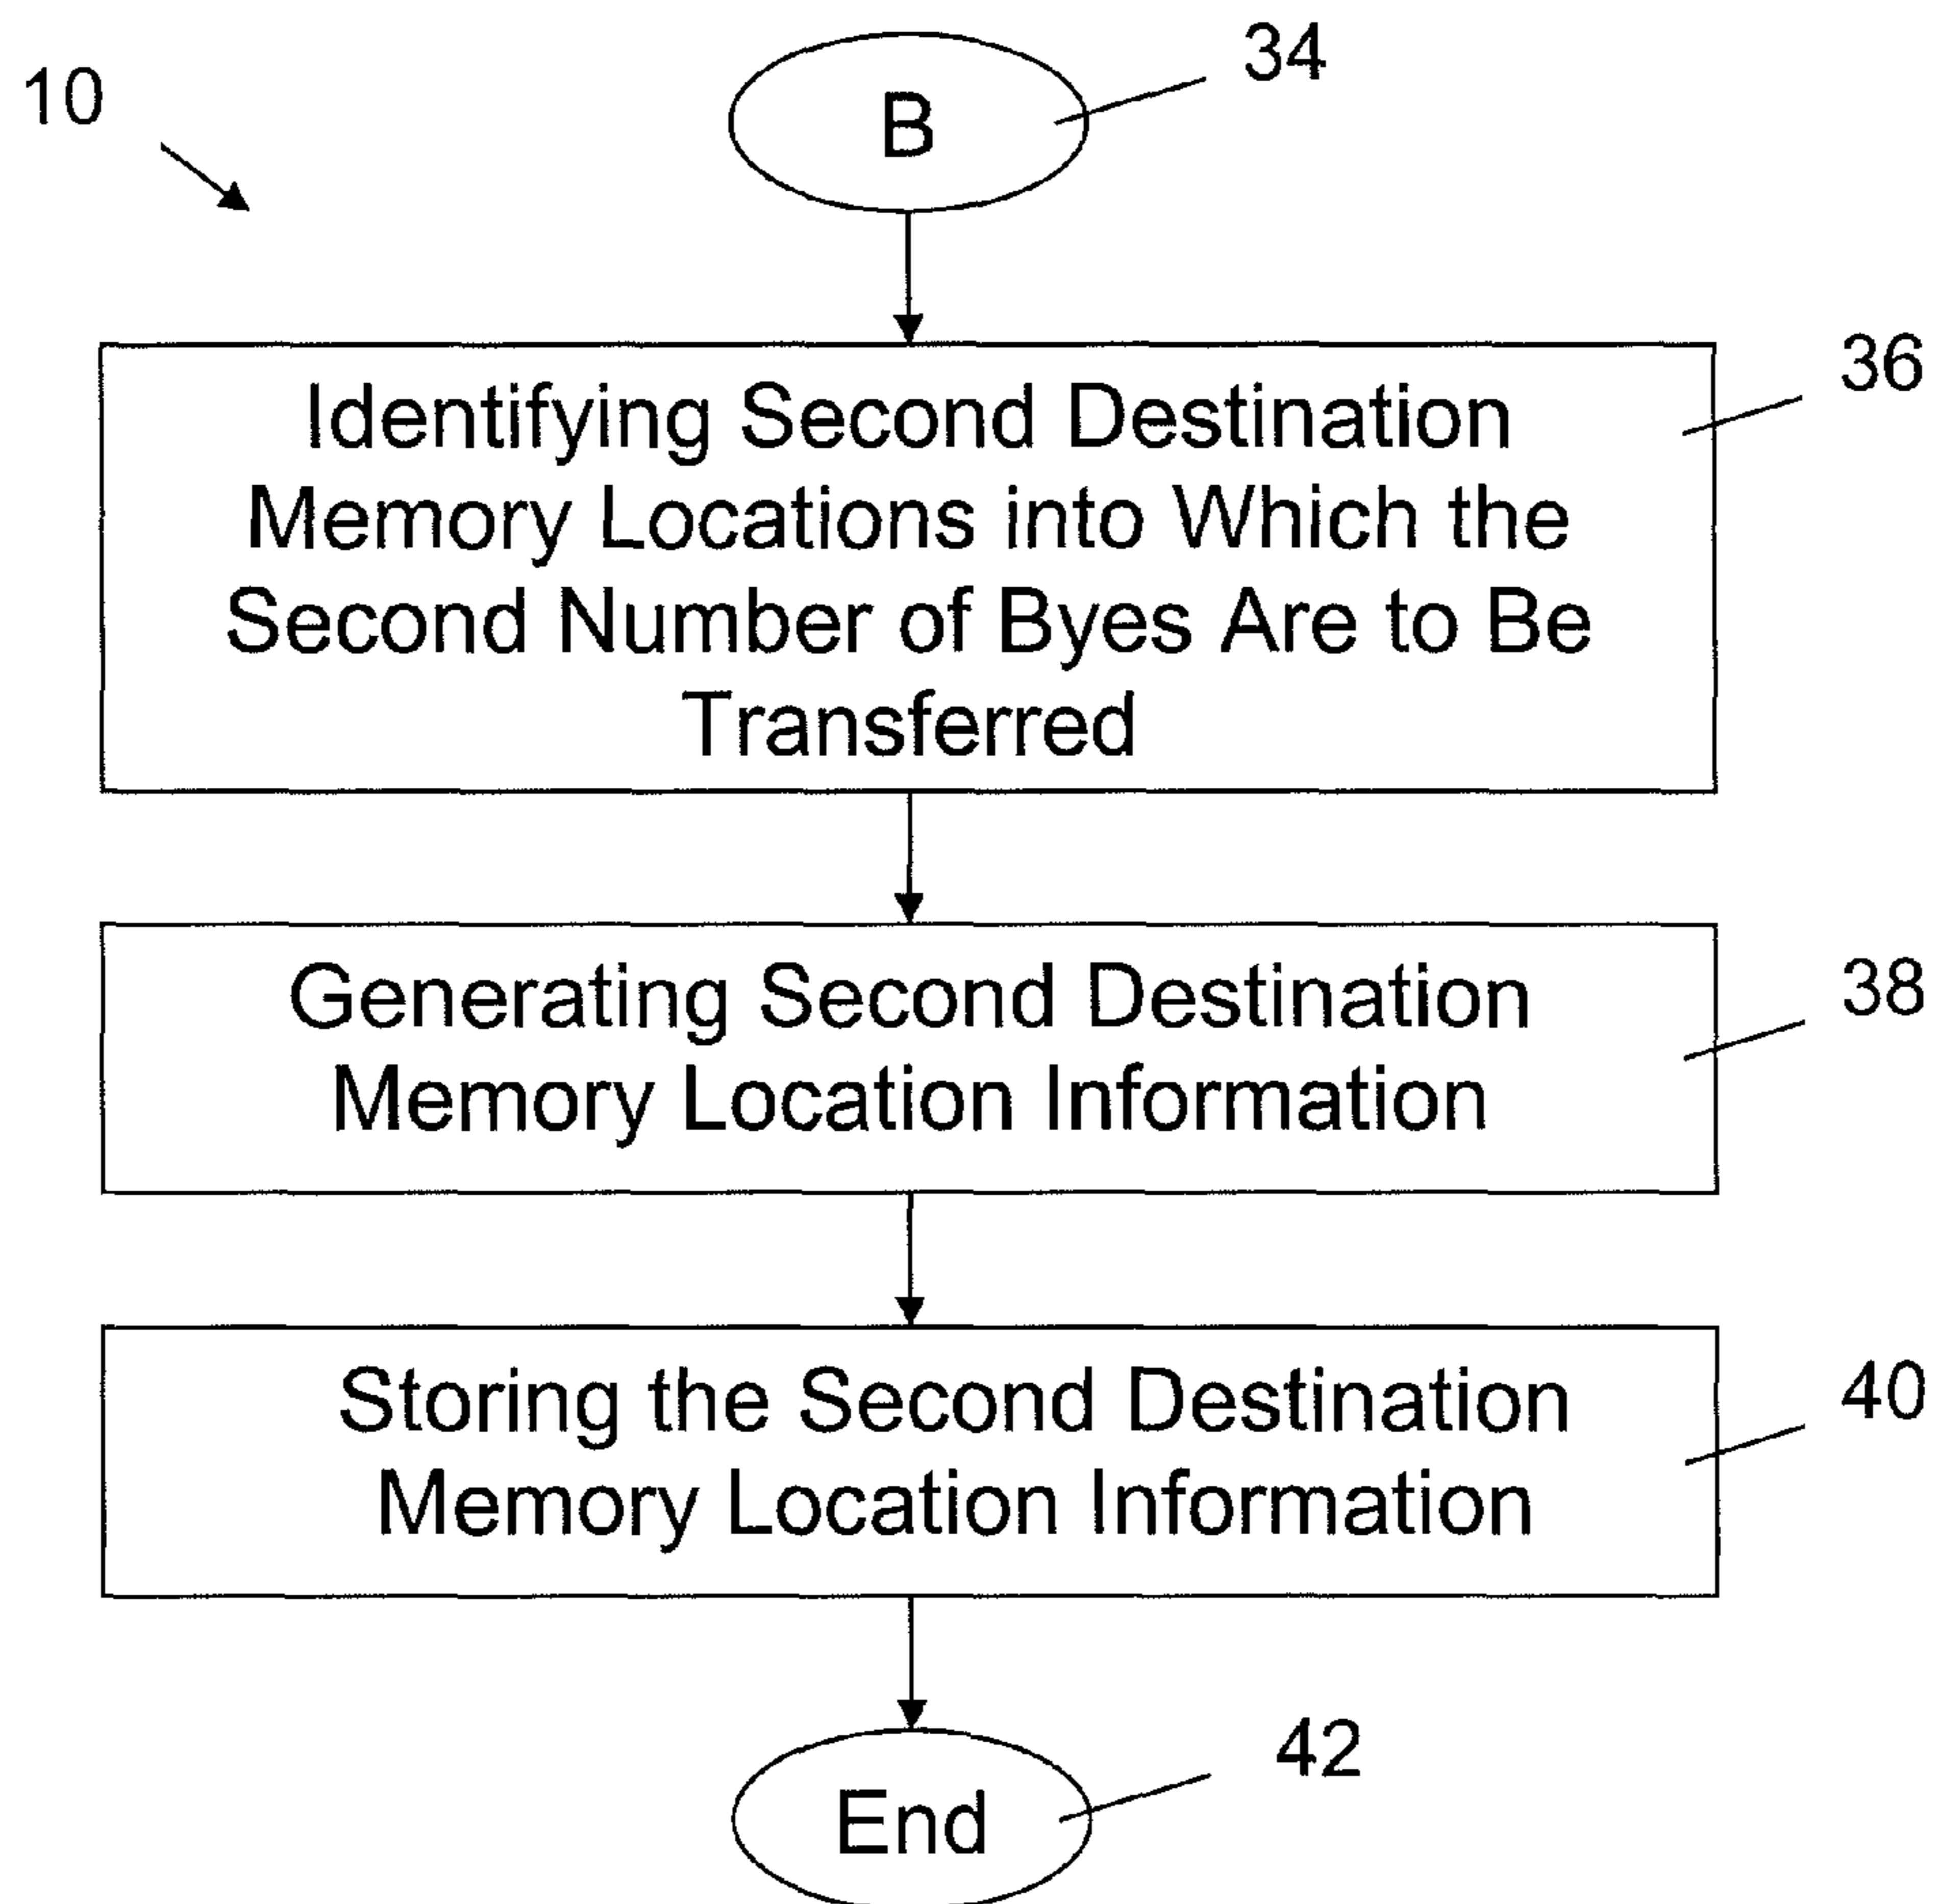 10
B
34
Identifying Second Destination
Memory Locations into Which the
Second Number of Byes Are to Be
Transferred
36
Generating Second Destination
Memory Location Information
38
Storing the Second Destination
Memory Location Information
40
End
42